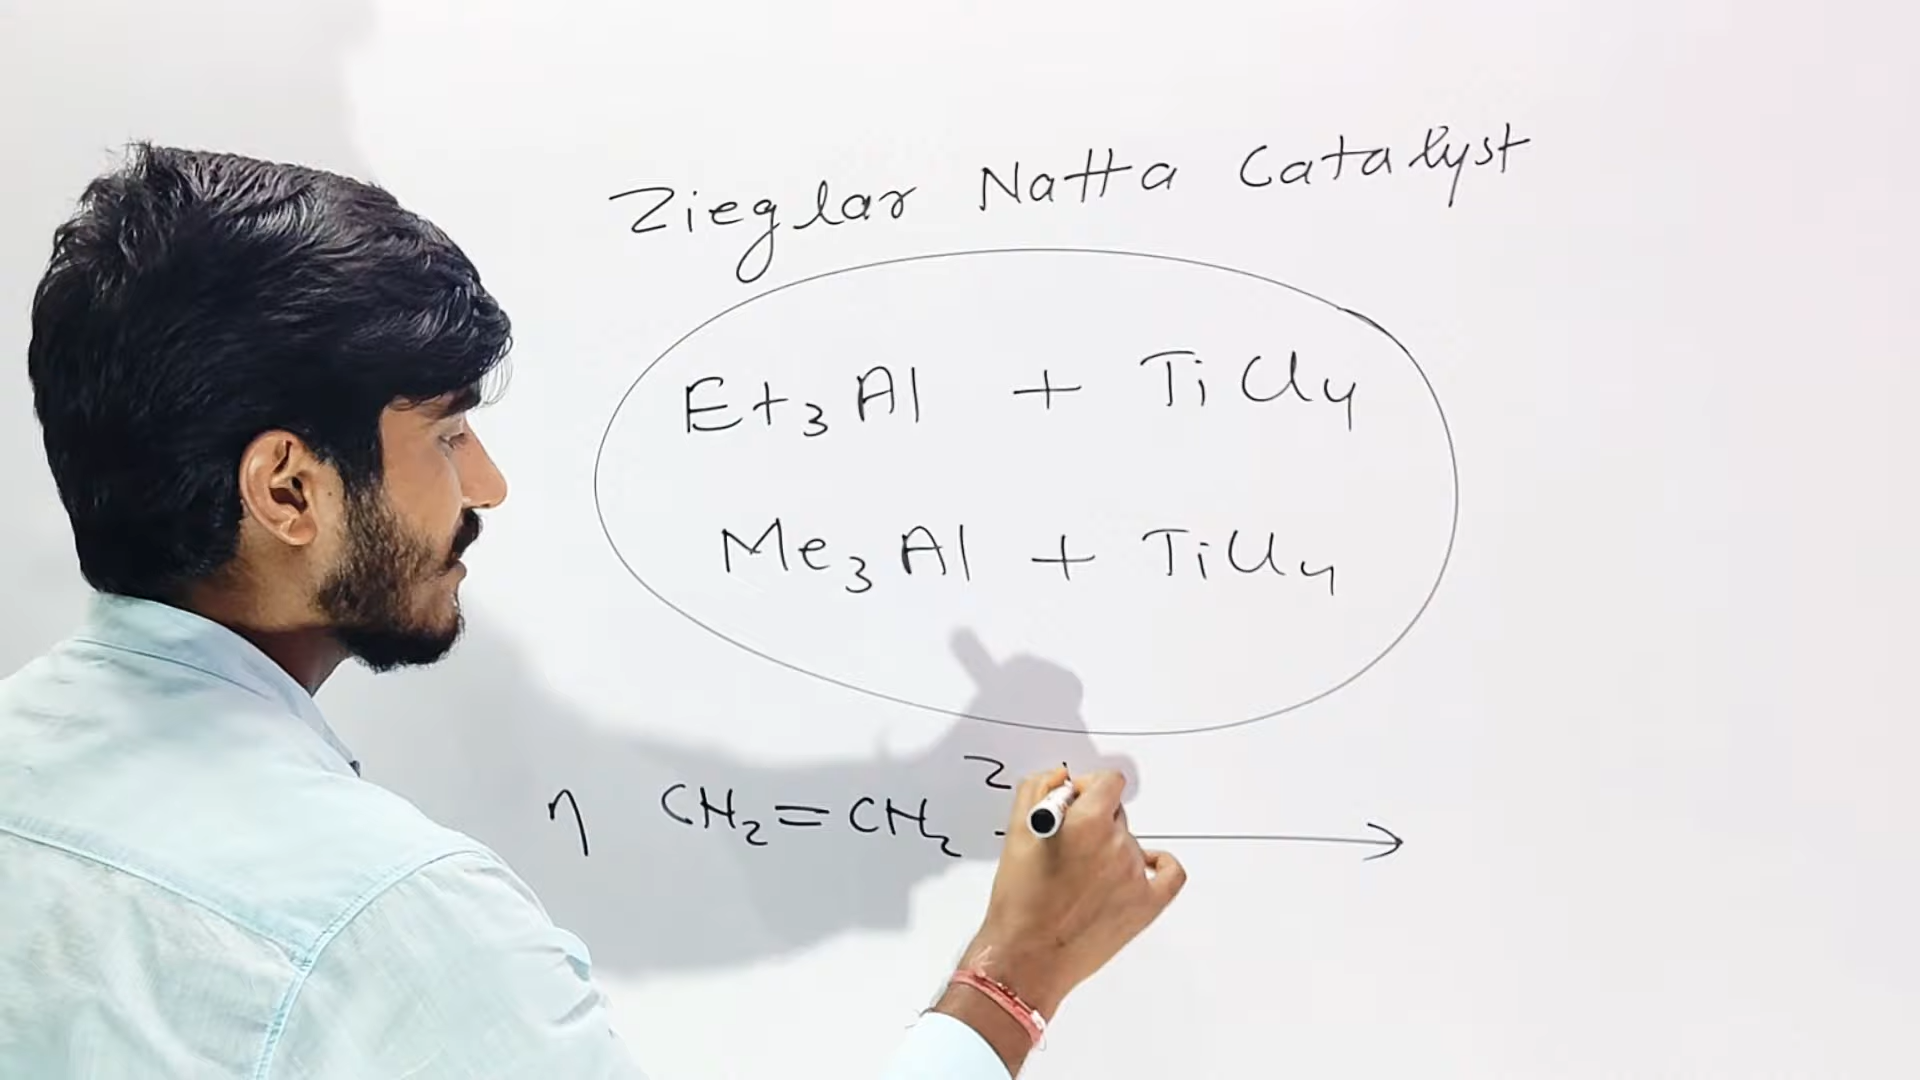 Zieglar Natta Catalyst
Et₃Al + TiCl₄
Me₃Al + TiCl₄
n CH₂=CH₂ Z →